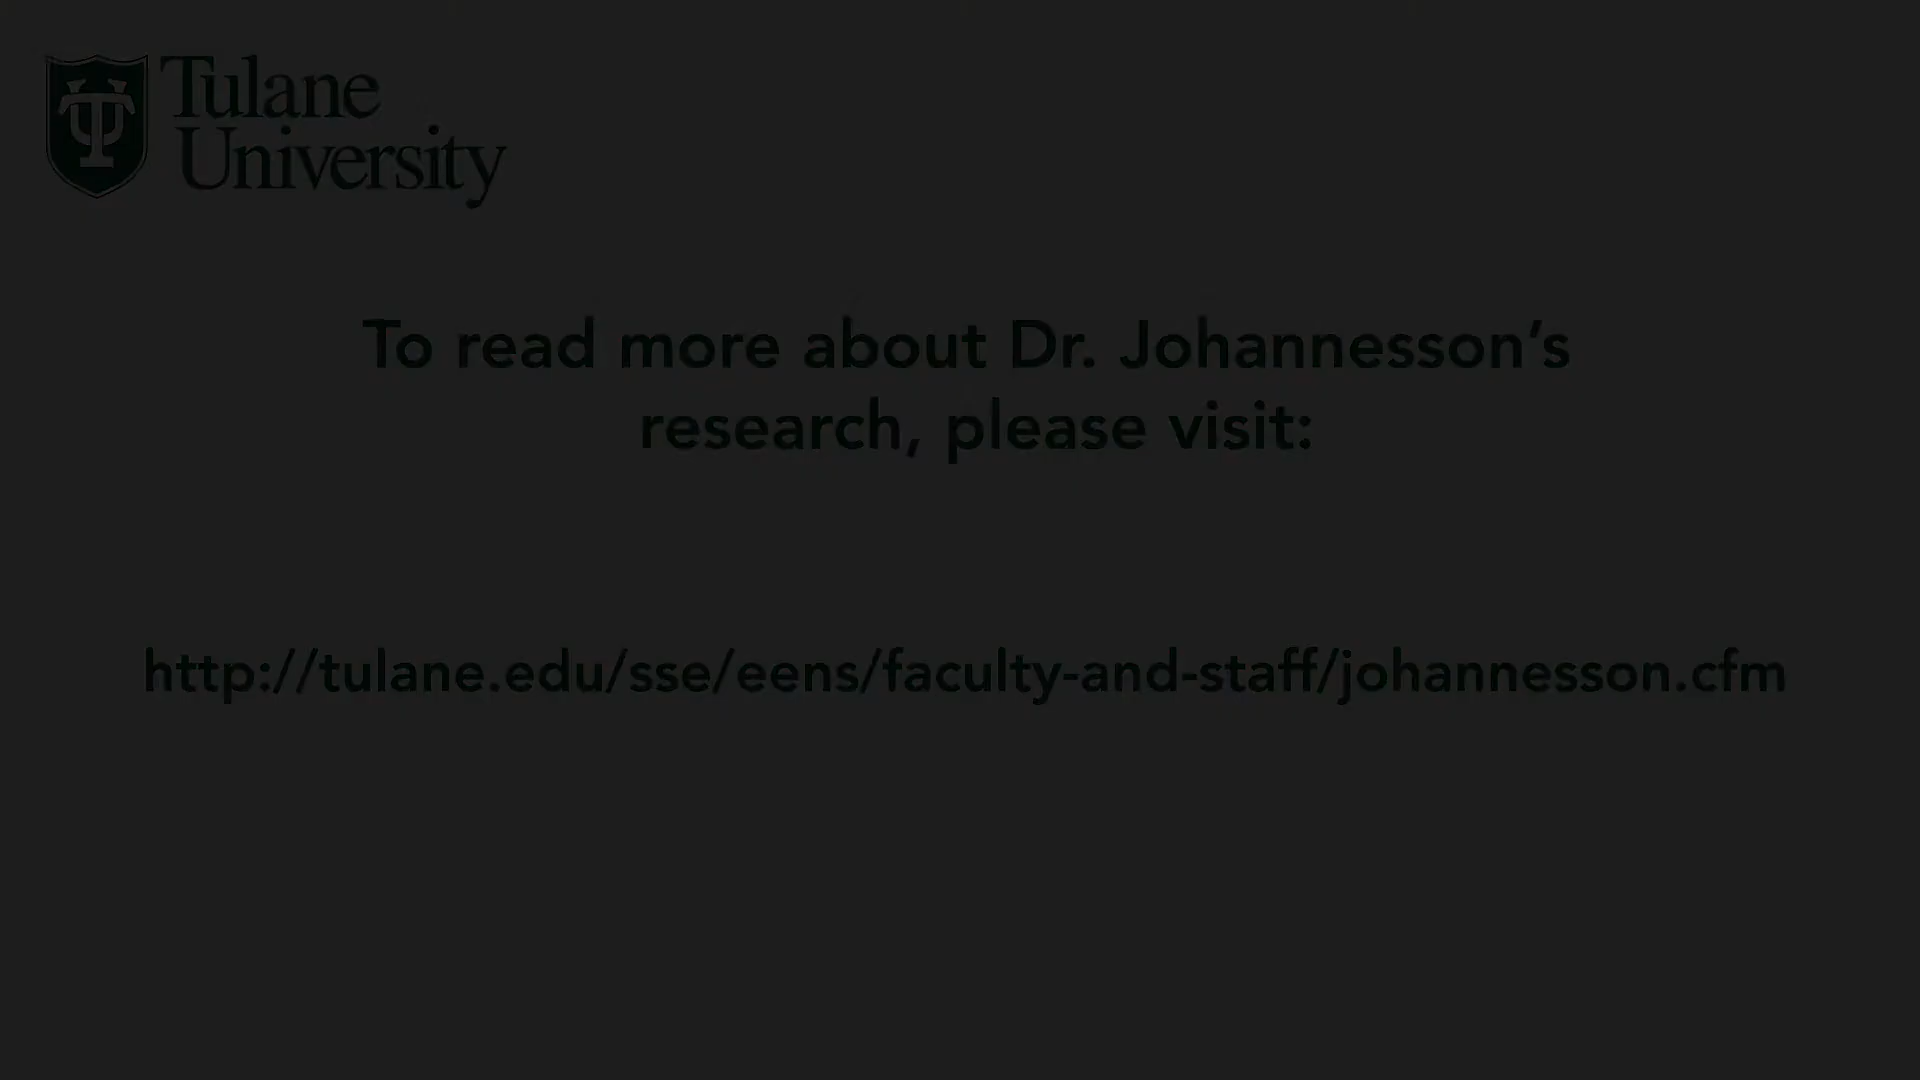 Tulane
University
To read more about Dr. Johannesson’s
research, please visit:
http://tulane.edu/sse/eens/faculty-and-staff/johannesson.cfm